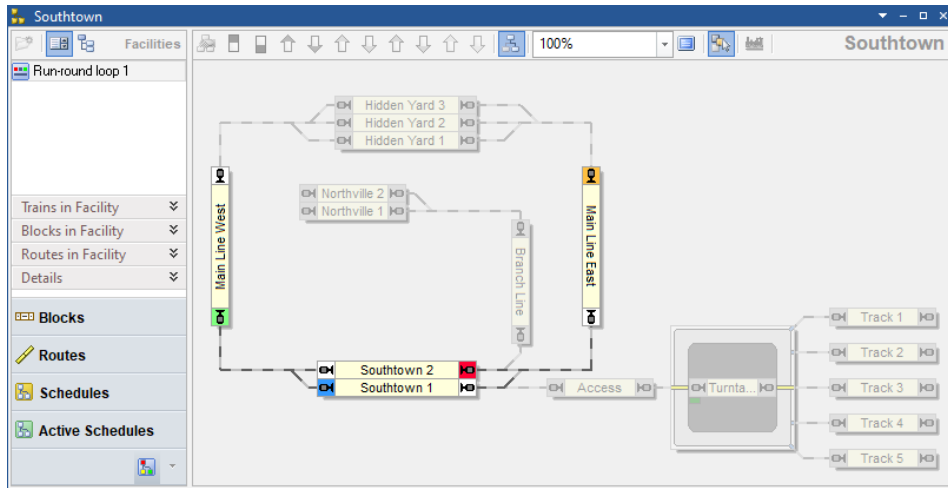 Southtown
Facilities
100%
Southtown
Run-round loop 1
Trains in Facility
Blocks in Facility
Routes in Facility
Details
Blocks
Routes
Schedules
Active Schedules
Hidden Yard 3
Hidden Yard 2
Hidden Yard 1
Northville 2
Northville 1
Main Line West
Branch Line
Main Line East
Southtown 2
Southtown 1
Access
Turnta...
Track 1
Track 2
Track 3
Track 4
Track 5